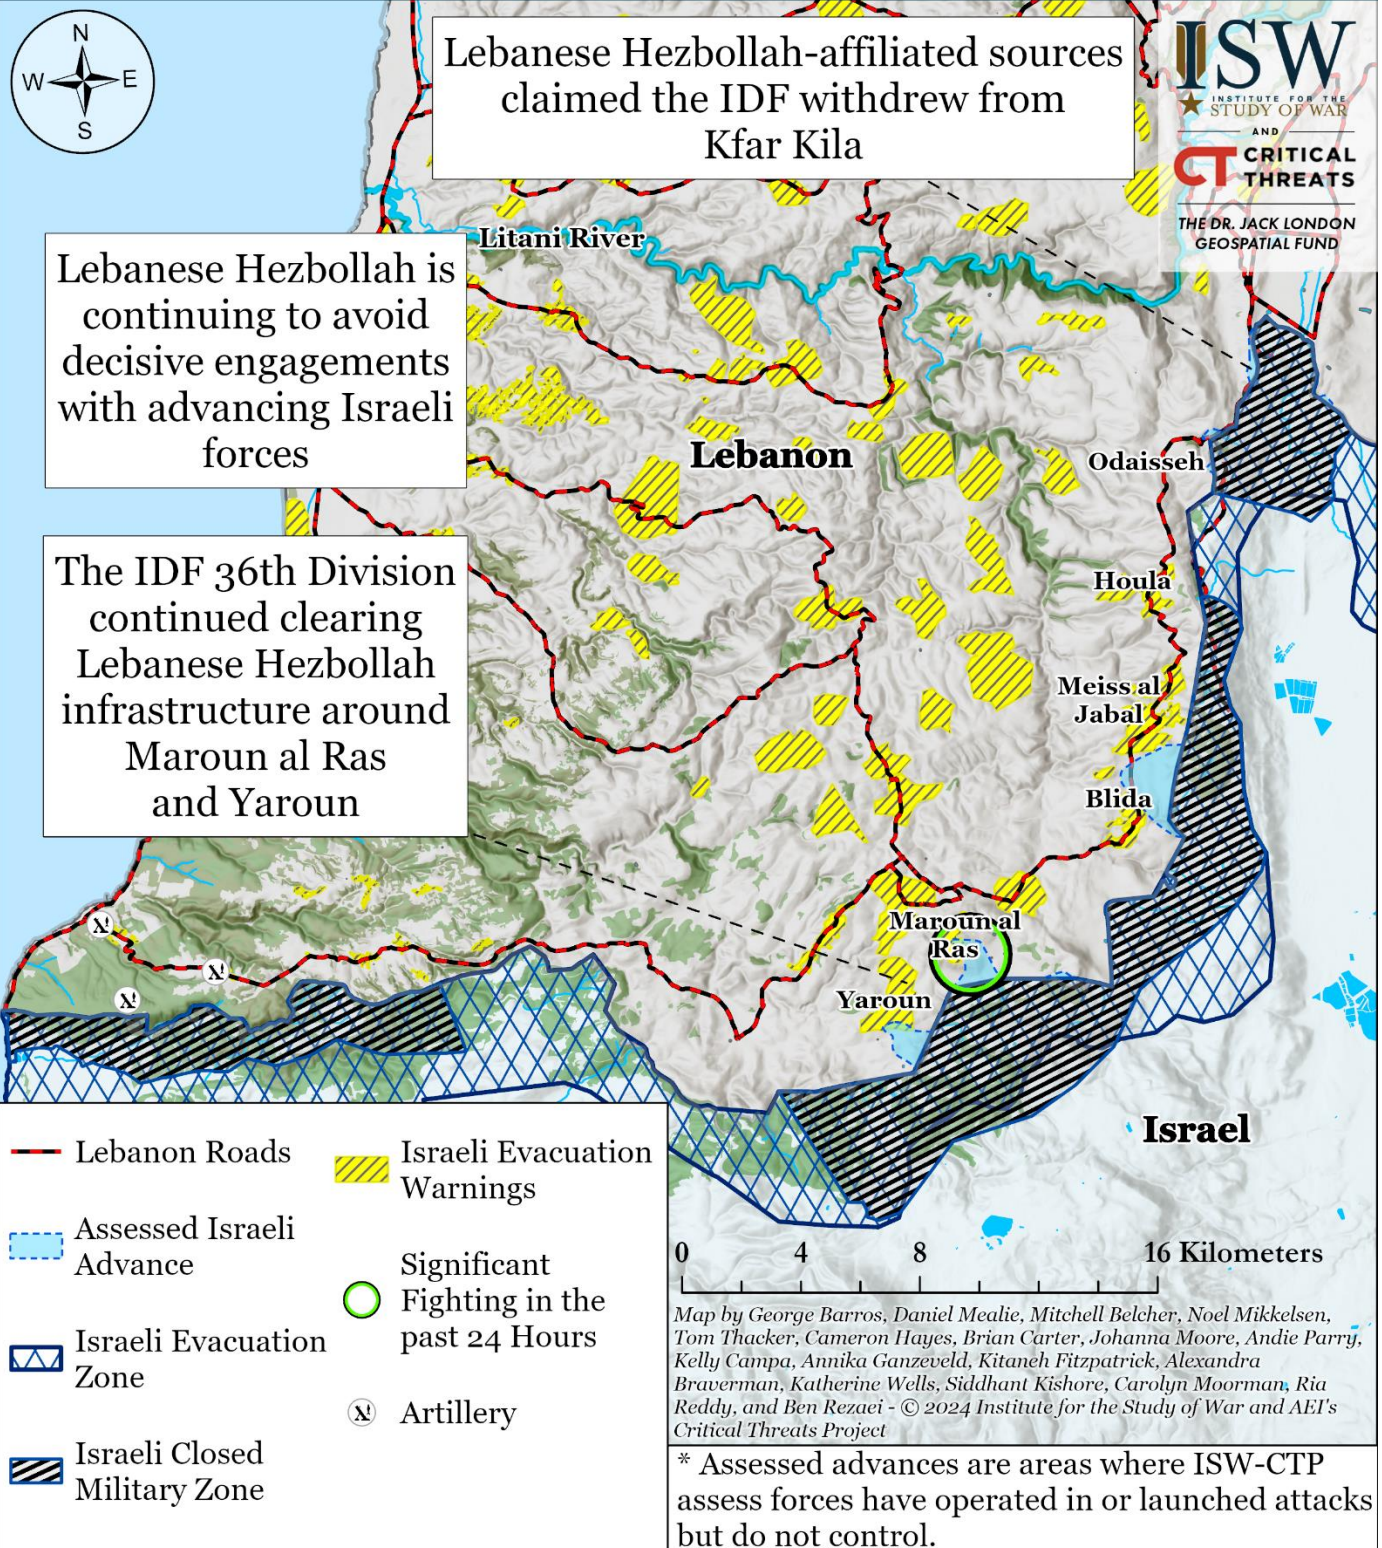 N
W
E
S
Lebanese Hezbollah-affiliated sources
claimed the IDF withdrew from
Kfar Kila
ISW
INSTITUTE FOR THE
STUDY OF WAR
AND
CT CRITICAL
THREATS
THE DR. JACK LONDON
GEOSPATIAL FUND
Litani River
Lebanese Hezbollah is
continuing to avoid
decisive engagements
with advancing Israeli
forces
Lebanon
Odaisseh
The IDF 36th Division
continued clearing
Lebanese Hezbollah
infrastructure around
Maroun al Ras
and Yaroun
Houla
Meiss al
Jabal
Blida
Maroun al
Ras
Yaroun
Israel
Lebanon Roads
Assessed Israeli
Advance
Israeli Evacuation
Zone
Israeli Closed
Military Zone
Israeli Evacuation
Warnings
Significant
Fighting in the
past 24 Hours
Artillery
0 4 8 16 Kilometers
Map by George Barros, Daniel Mealie, Mitchell Belcher, Noel Mikkelsen,
Tom Thacker, Cameron Hayes, Brian Carter, Johanna Moore, Andie Parry,
Kelly Campa, Annika Ganzeveld, Kitaneh Fitzpatrick, Alexandra
Braverman, Katherine Wells, Siddhant Kishore, Carolyn Moorman, Ria
Reddy, and Ben Rezaei - © 2024 Institute for the Study of War and AEI's
Critical Threats Project
* Assessed advances are areas where ISW-CTP
assess forces have operated in or launched attacks
but do not control.